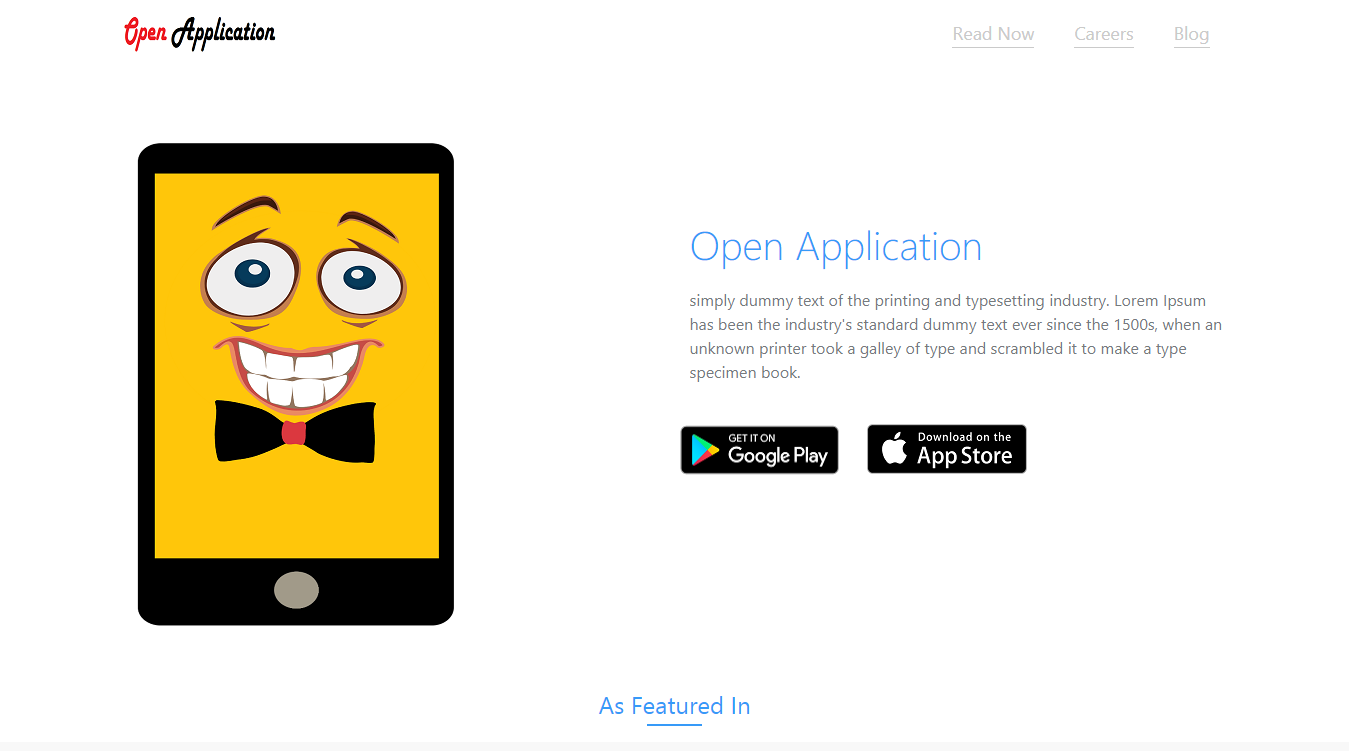 Open Application
Read Now
Careers
Blog
Open Application
simply dummy text of the printing and typesetting industry. Lorem Ipsum
has been the industry's standard dummy text ever since the 1500s, when an
unknown printer took a galley of type and scrambled it to make a type
specimen book.
GET IT ON
Google Play
Download on the
App Store
As Featured In